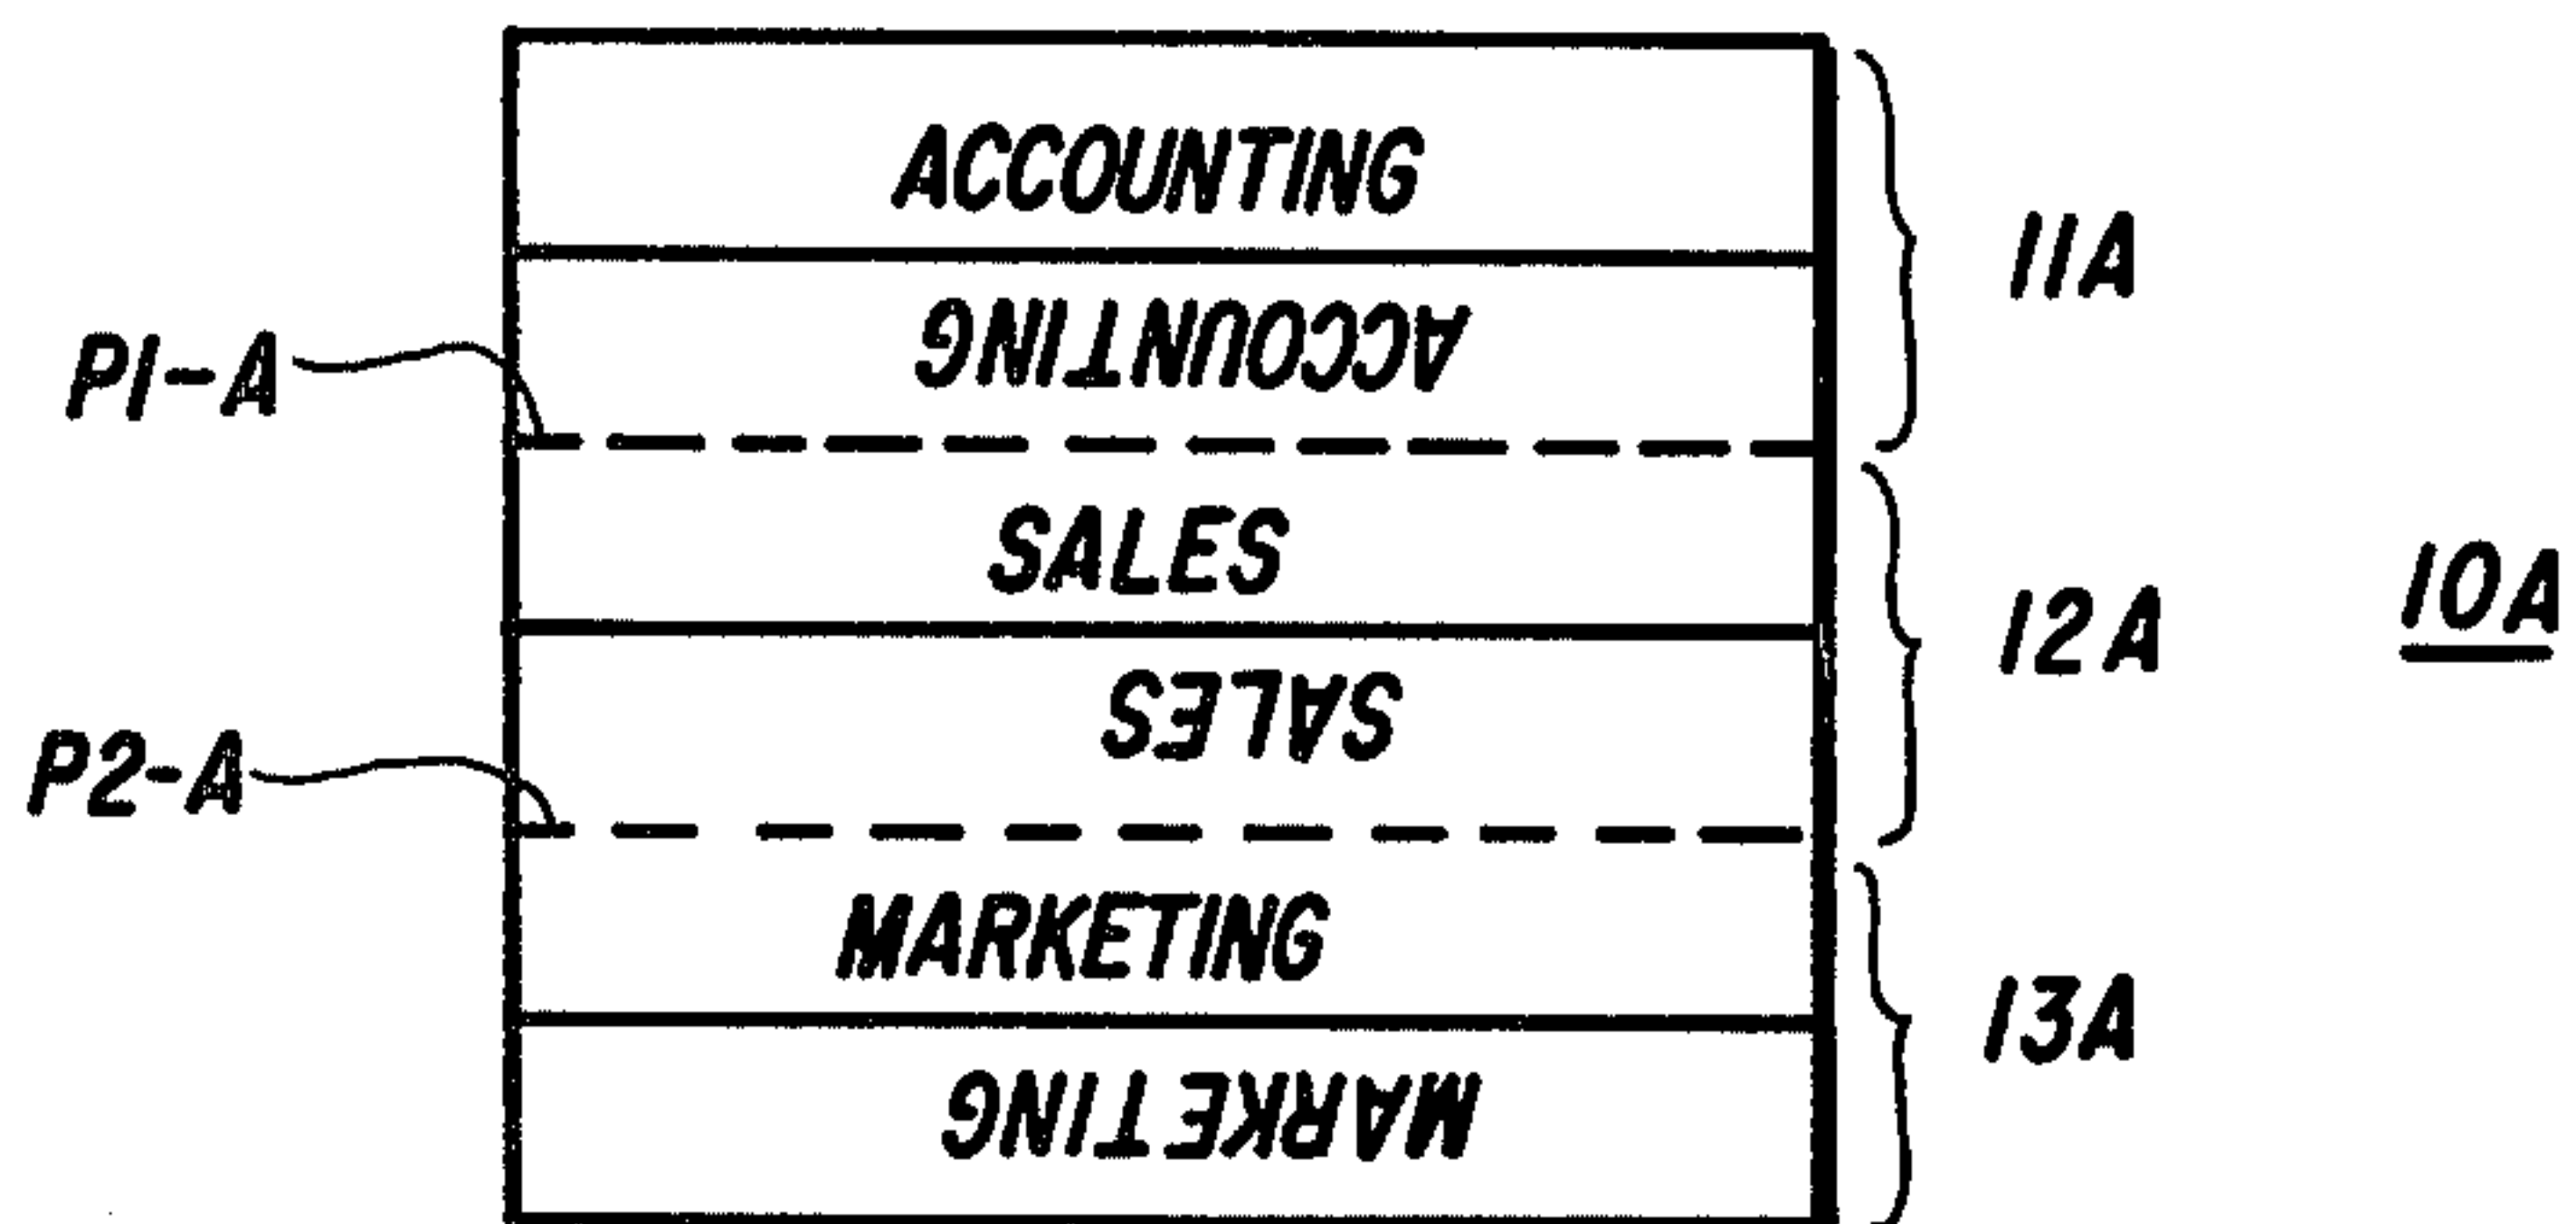 ACCOUNTING
11A
ACCOUNTING
P1-A
SALES
10A
12A
SALES
P2-A
MARKETING
13A
MARKETING